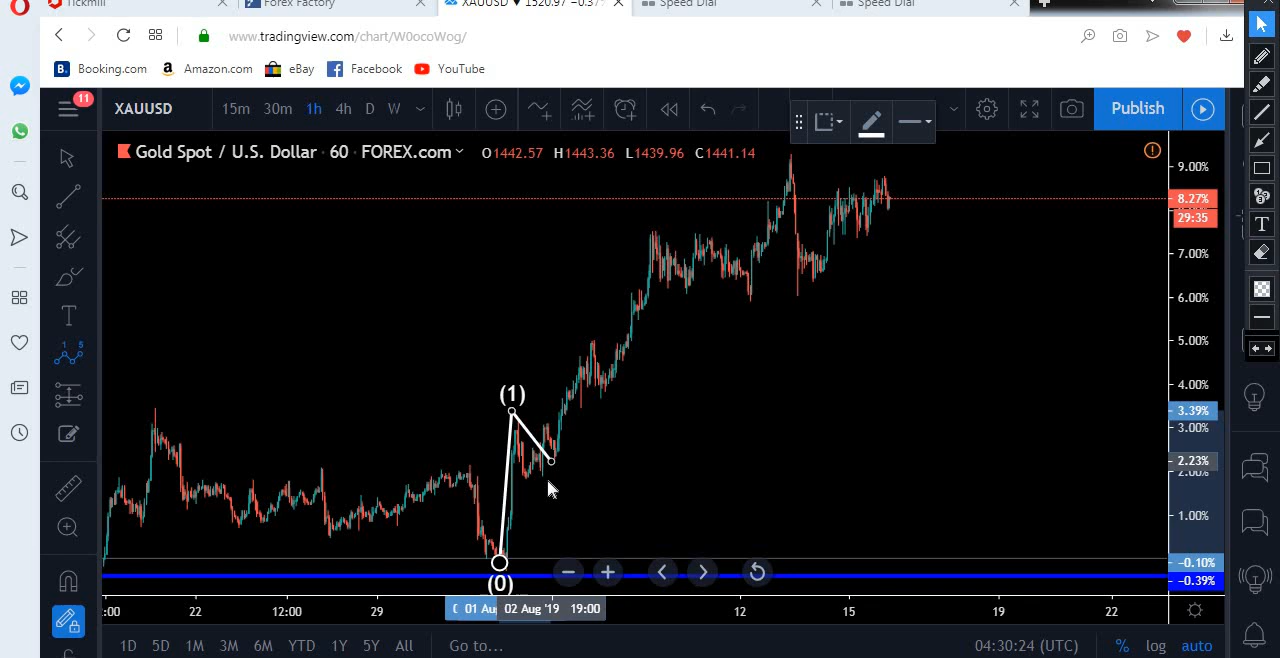 Tickmill
Forex Factory
XAUUSD ▼ 1520.97 −0.37
Speed Dial
Speed Dial
www.tradingview.com/chart/W0ocoWog/
B.
Booking.com
a
Amazon.com
eBay
Facebook
YouTube
11
XAUUSD
15m
30m
1h
4h
D
W
Publish
Gold Spot / U.S. Dollar · 60 · FOREX.com
O1442.57 H1443.36 L1439.96 C1441.14
9.00%
8.27%
29:35
7.00%
6.00%
5.00%
4.00%
3.39%
3.00%
2.23%
2.00%
1.00%
−0.10%
−0.39%
(1)
(0)
T
T
1 5
:00
22
12:00
29
01 Au
02 Aug '19 19:00
12
15
19
22
1D
5D
1M
3M
6M
YTD
1Y
5Y
All
Go to...
04:30:24 (UTC)
%
log
auto